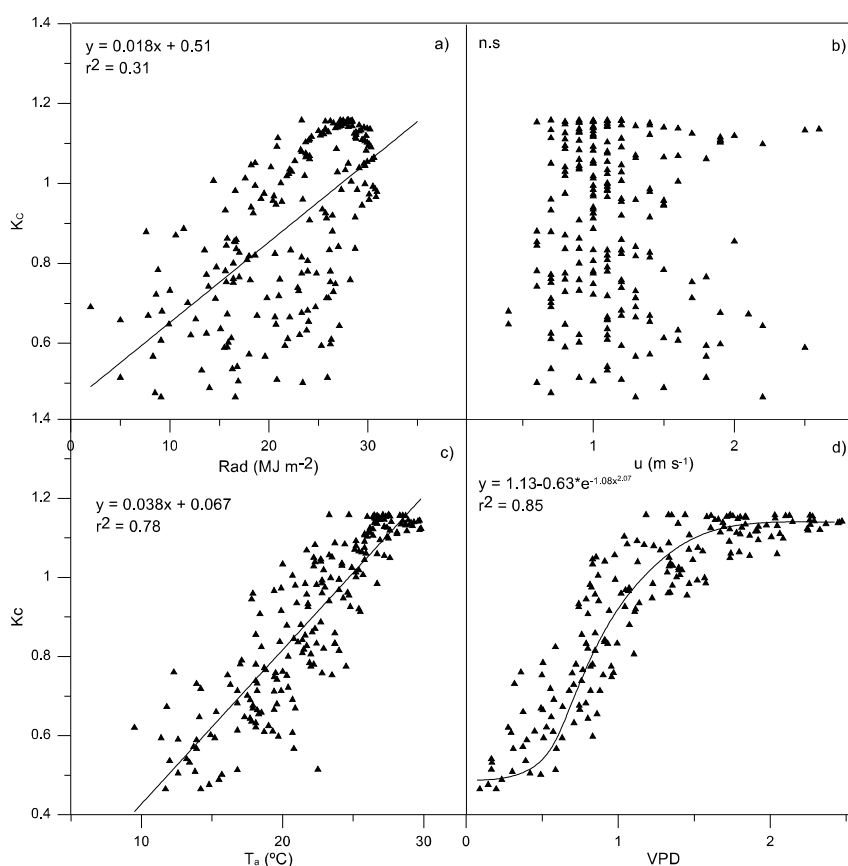 1.4
y = 0.018x + 0.51
r2 = 0.31
a)
n.s
b)
1.2
1
Kc
0.8
0.6
1.4
0
10
20
30
1
2
Rad (MJ m-2)
u (m s-1)
c)
d)
y = 0.038x + 0.067
r2 = 0.78
y = 1.13-0.63*e-1.08x2.07
r2 = 0.85
1.2
1
Kc
0.8
0.6
0.4
10
20
30
0
1
2
Ta (ºC)
VPD